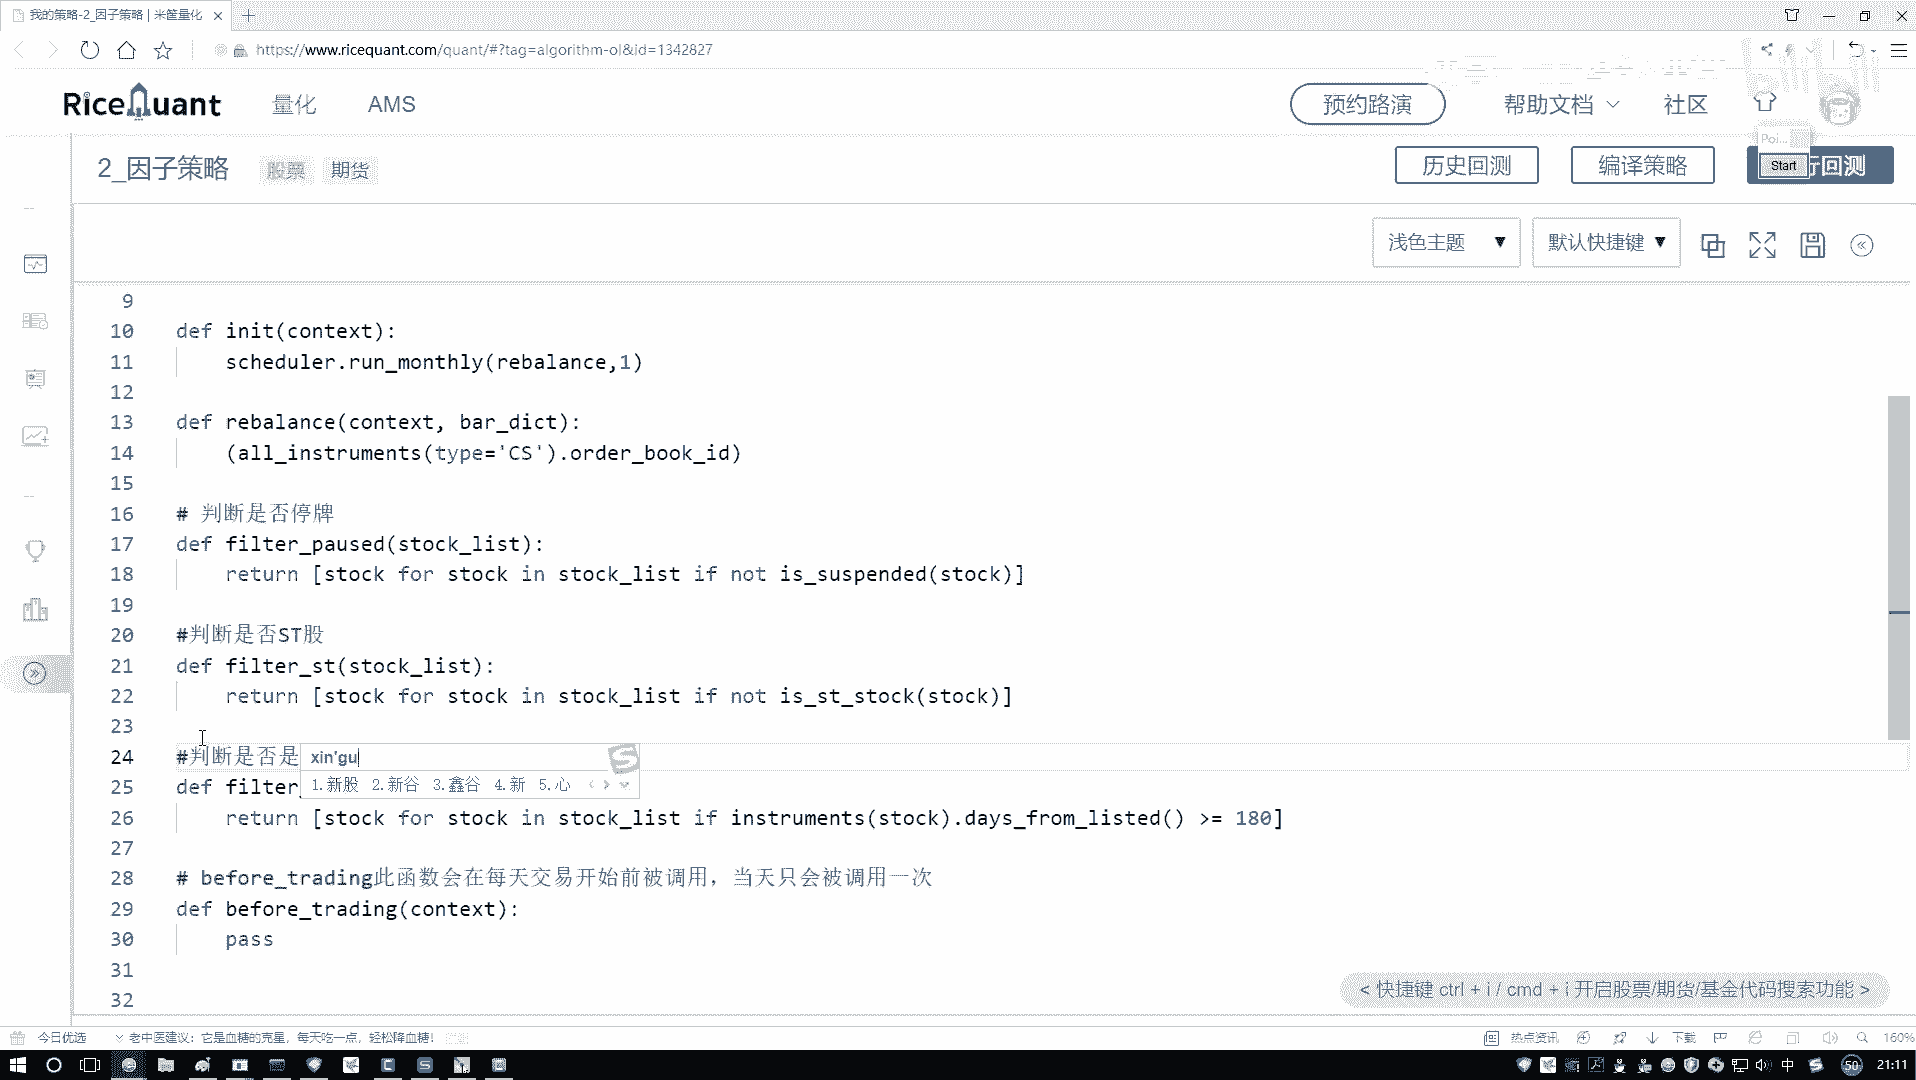 我的策略-2_因子策略 | 米筐量化
https://www.ricequant.com/quant/#?tag=algorithm-ol&id=1342827
RiceQuant 量化 AMS 预约路演 帮助文档 社区
Poi...
2_因子策略 股票 期货 历史回测 编译策略 Start 行回测
浅色主题 ▼ 默认快捷键 ▼
9
10 def init(context):
11 scheduler.run_monthly(rebalance,1)
12
13 def rebalance(context, bar_dict):
14 (all_instruments(type='CS').order_book_id)
15
16 # 判断是否停牌
17 def filter_paused(stock_list):
18 return [stock for stock in stock_list if not is_suspended(stock)]
19
20 #判断是否ST股
21 def filter_st(stock_list):
22 return [stock for stock in stock_list if not is_st_stock(stock)]
23
24 #判断是否是 xin'gu
1.新股 2.新谷 3.鑫谷 4.新 5.心
25 def filter_
26 return [stock for stock in stock_list if instruments(stock).days_from_listed() >= 180]
27
28 # before_trading此函数会在每天交易开始前被调用，当天只会被调用一次
29 def before_trading(context):
30 pass
31
32
< 快捷键 ctrl + i / cmd + i 开启股票/期货/基金代码搜索功能 >
今日优选 老中医建议：它是血糖的克星，每天吃一点，轻松降血糖！ 热点资讯 下载 160%
中 50 21:11